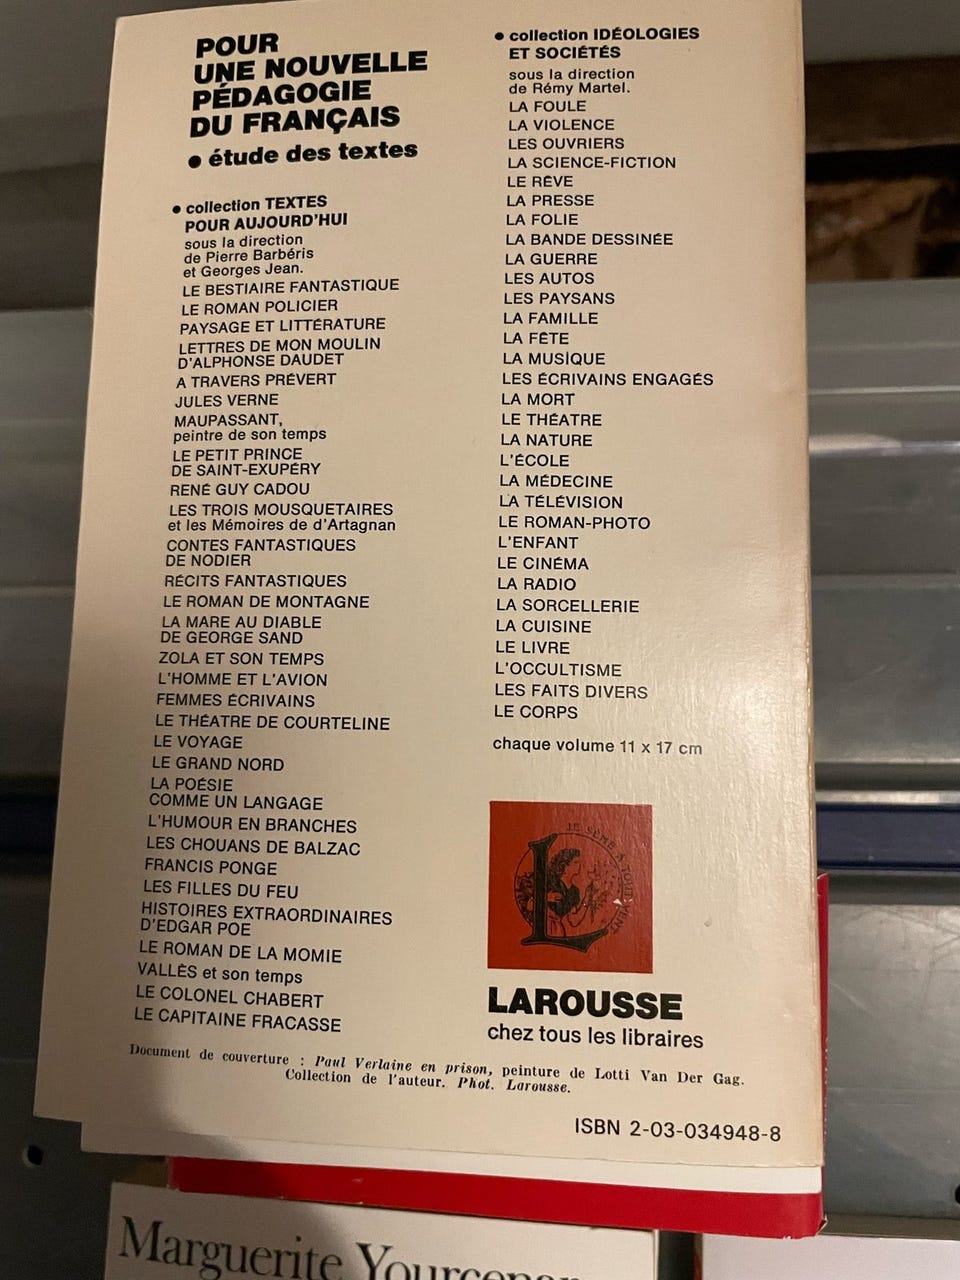 POUR
UNE NOUVELLE
PÉDAGOGIE
DU FRANÇAIS
• étude des textes
• collection TEXTES
POUR AUJOURD'HUI
sous la direction
de Pierre Barbéris
et Georges Jean.
LE BESTIAIRE FANTASTIQUE
LE ROMAN POLICIER
PAYSAGE ET LITTÉRATURE
LETTRES DE MON MOULIN
D'ALPHONSE DAUDET
A TRAVERS PRÉVERT
JULES VERNE
MAUPASSANT,
peintre de son temps
LE PETIT PRINCE
DE SAINT-EXUPÉRY
RENÉ GUY CADOU
LES TROIS MOUSQUETAIRES
et les Mémoires de d'Artagnan
CONTES FANTASTIQUES
DE NODIER
RÉCITS FANTASTIQUES
LE ROMAN DE MONTAGNE
LA MARE AU DIABLE
DE GEORGE SAND
ZOLA ET SON TEMPS
L'HOMME ET L'AVION
FEMMES ÉCRIVAINS
LE THÉATRE DE COURTELINE
LE VOYAGE
LE GRAND NORD
LA POÉSIE
COMME UN LANGAGE
L'HUMOUR EN BRANCHES
LES CHOUANS DE BALZAC
FRANCIS PONGE
LES FILLES DU FEU
HISTOIRES EXTRAORDINAIRES
D'EDGAR POE
LE ROMAN DE LA MOMIE
VALLÈS et son temps
LE COLONEL CHABERT
LE CAPITAINE FRACASSE
• collection IDÉOLOGIES
ET SOCIÉTÉS
sous la direction
de Rémy Martel.
LA FOULE
LA VIOLENCE
LES OUVRIERS
LA SCIENCE-FICTION
LE RÊVE
LA PRESSE
LA FOLIE
LA BANDE DESSINÉE
LA GUERRE
LES AUTOS
LES PAYSANS
LA FAMILLE
LA FÊTE
LA MUSIQUE
LES ÉCRIVAINS ENGAGÉS
LA MORT
LE THÉATRE
LA NATURE
L'ÉCOLE
LA MÉDECINE
LA TÉLÉVISION
LE ROMAN-PHOTO
L'ENFANT
LE CINÉMA
LA RADIO
LA SORCELLERIE
LA CUISINE
LE LIVRE
L'OCCULTISME
LES FAITS DIVERS
LE CORPS
chaque volume 11 x 17 cm
JE SÈME À TOUT VENT
L
LAROUSSE
chez tous les libraires
Document de couverture : Paul Verlaine en prison, peinture de Lotti Van Der Gag.
Collection de l'auteur. Phot. Larousse.
ISBN 2-03-034948-8
Marguerite Yourcenar